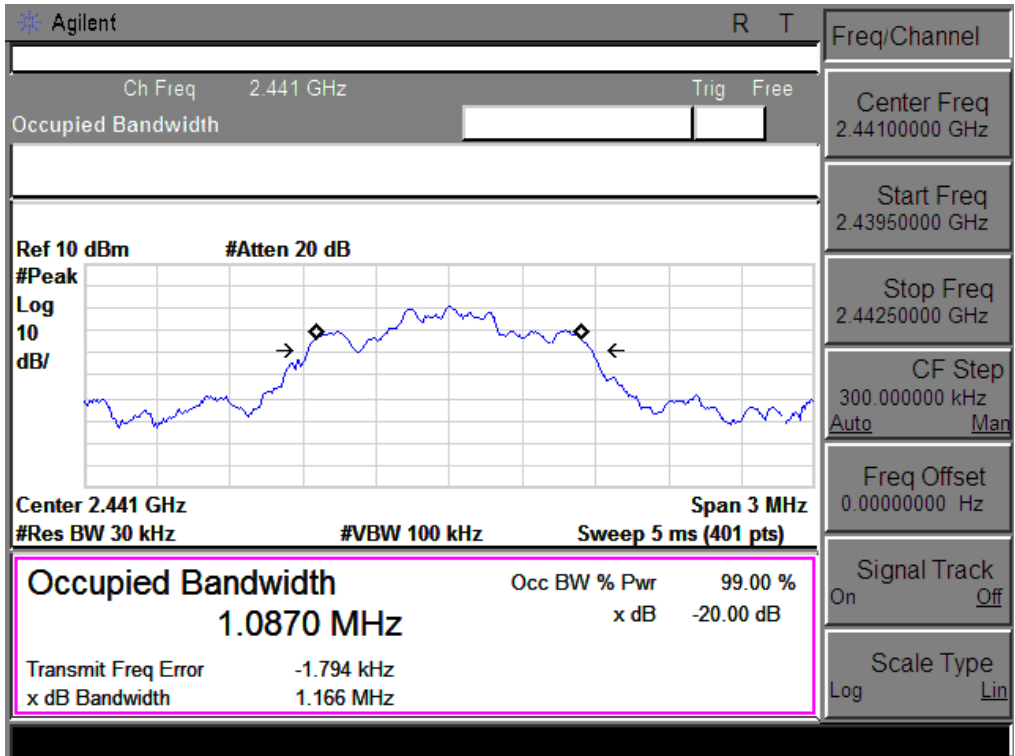 Agilent R T
Ch Freq 2.441 GHz Trig Free
Occupied Bandwidth
Ref 10 dBm #Atten 20 dB
#Peak
Log
10
dB/
Center 2.441 GHz Span 3 MHz
#Res BW 30 kHz #VBW 100 kHz Sweep 5 ms (401 pts)
Occupied Bandwidth Occ BW % Pwr 99.00 %
1.0870 MHz x dB -20.00 dB
Transmit Freq Error -1.794 kHz
x dB Bandwidth 1.166 MHz
Freq/Channel
Center Freq
2.44100000 GHz
Start Freq
2.43950000 GHz
Stop Freq
2.44250000 GHz
CF Step
300.000000 kHz
Auto Man
Freq Offset
0.00000000 Hz
Signal Track
On Off
Scale Type
Log Lin